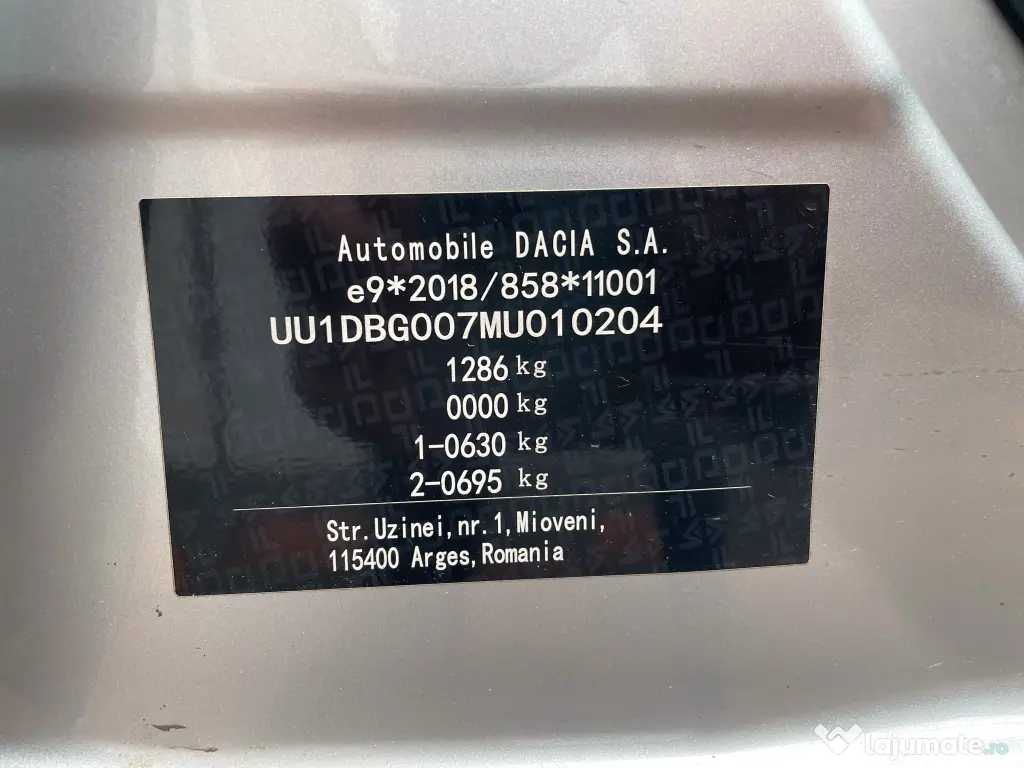 Automobile DACIA S.A.
e9*2018/858*11001
UU1DBG007MU010204
1286 kg
0000 kg
1-0630 kg
2-0695 kg
Str.Uzinei,nr.1,Mioveni,
115400 Arges,Romania
lajumate.ro